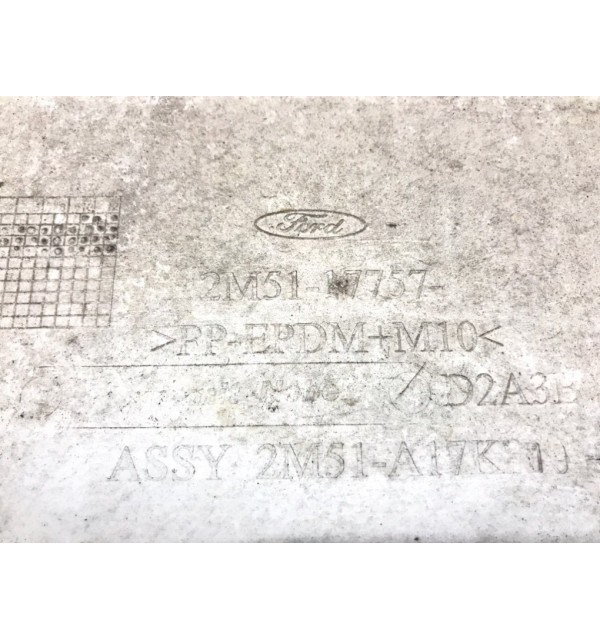 Ford
2M51-17757-
>PP-EPDM+M10<
D2A3B
ASSY 2M51-A17K